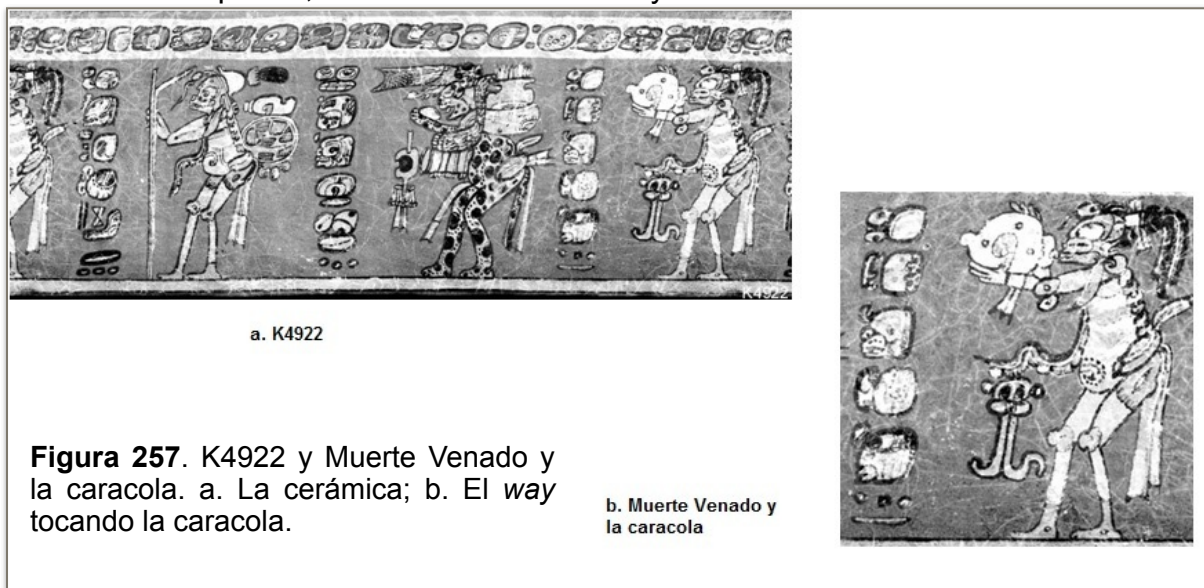 K4922
a. K4922
Figura 257. K4922 y Muerte Venado y
la caracola. a. La cerámica; b. El way
tocando la caracola.
b. Muerte Venado y
la caracola